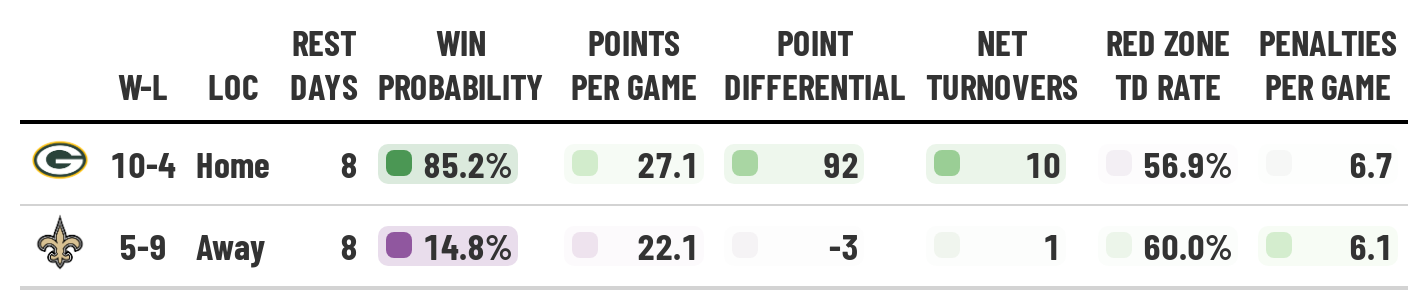 W-L LOC REST DAYS WIN PROBABILITY POINTS PER GAME POINT DIFFERENTIAL NET TURNOVERS RED ZONE TD RATE PENALTIES PER GAME
G 10-4 Home 8 85.2% 27.1 92 10 56.9% 6.7
5-9 Away 8 14.8% 22.1 -3 1 60.0% 6.1